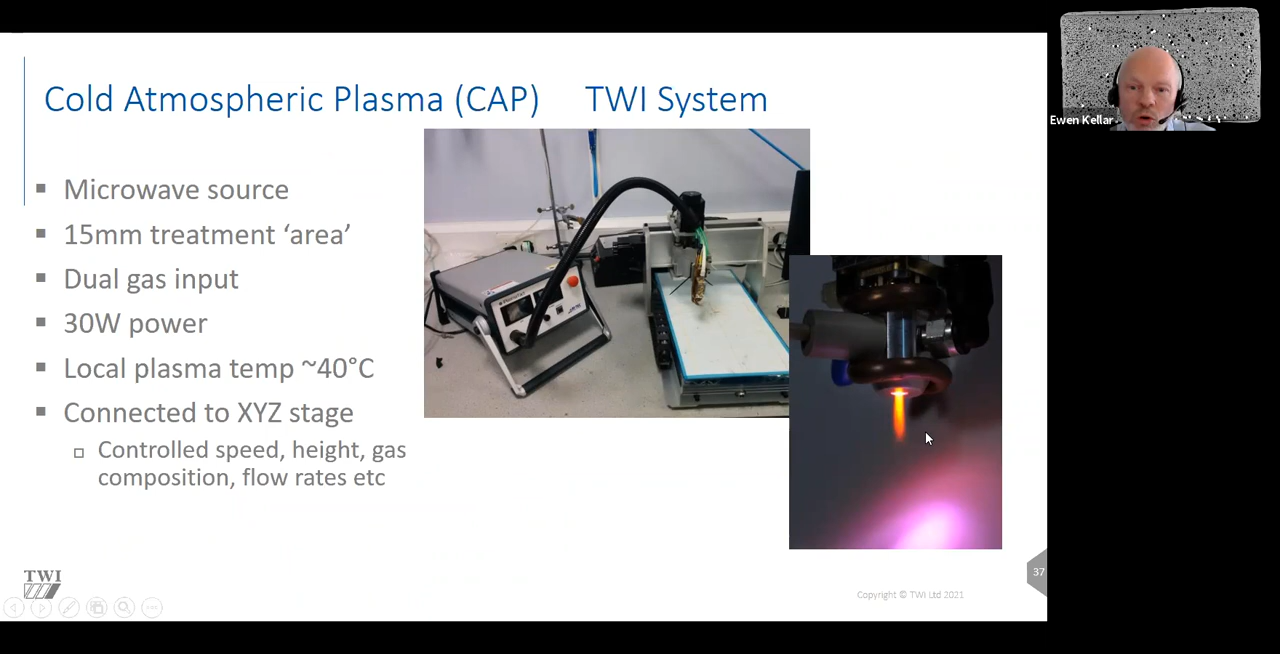 Cold Atmospheric Plasma (CAP) TWI System
Microwave source
15mm treatment ‘area’
Dual gas input
30W power
Local plasma temp ~40°C
Connected to XYZ stage
Controlled speed, height, gas
composition, flow rates etc
TWI
Copyright © TWI Ltd 2021
37
Ewen Kellar